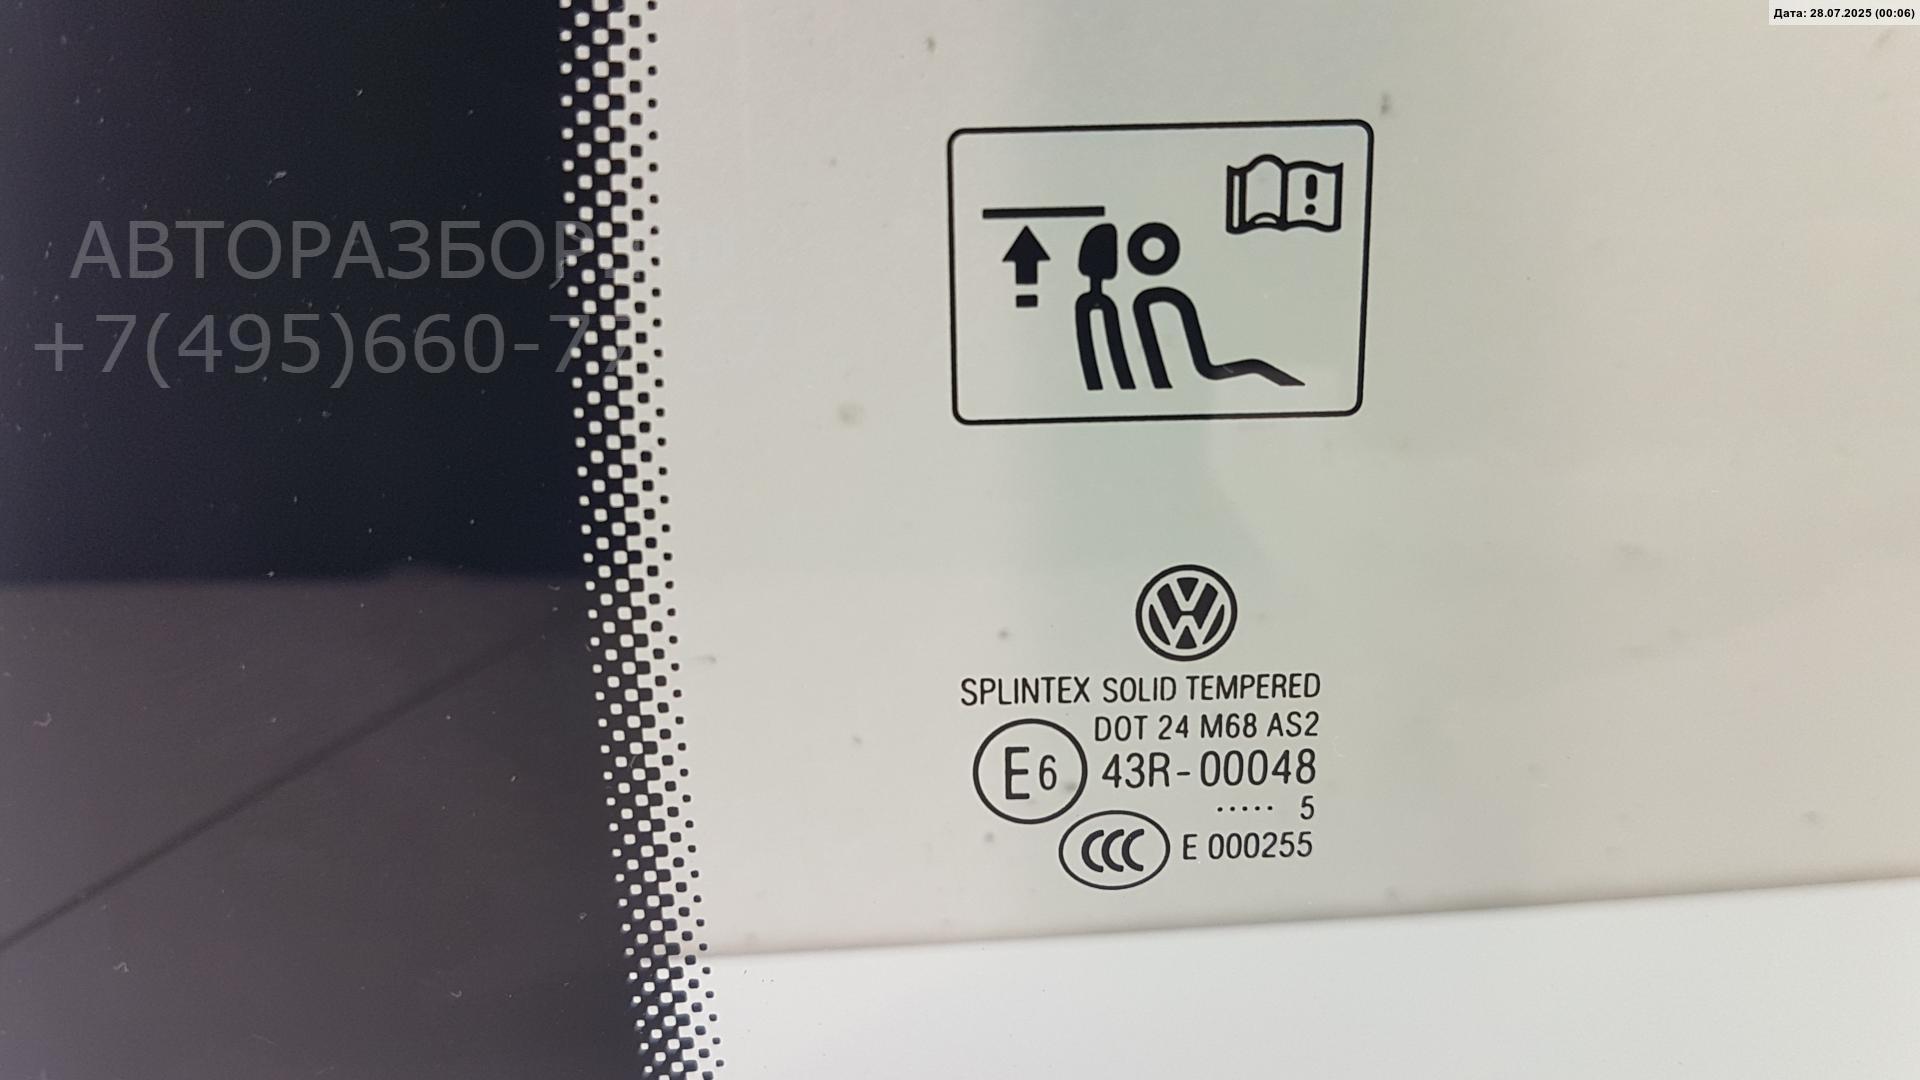 Дата: 28.07.2025 (00:06)
АВТОРАЗБОР
+7(495)660-77
SPLINTEX SOLID TEMPERED
DOT 24 M68 AS2
E6 43R-00048
..... 5
CCC E 000255